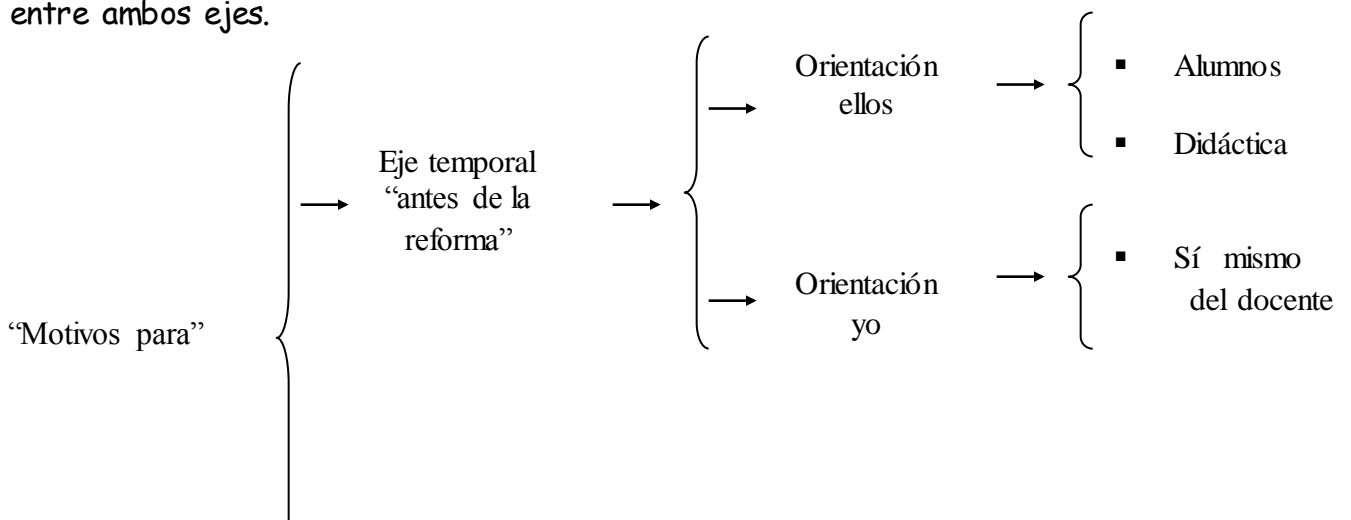 entre ambos ejes.
“Motivos para”
Eje temporal
“antes de la
reforma”
Orientación
ellos
▪ Alumnos
▪ Didáctica
Orientación
yo
▪ Sí mismo
del docente